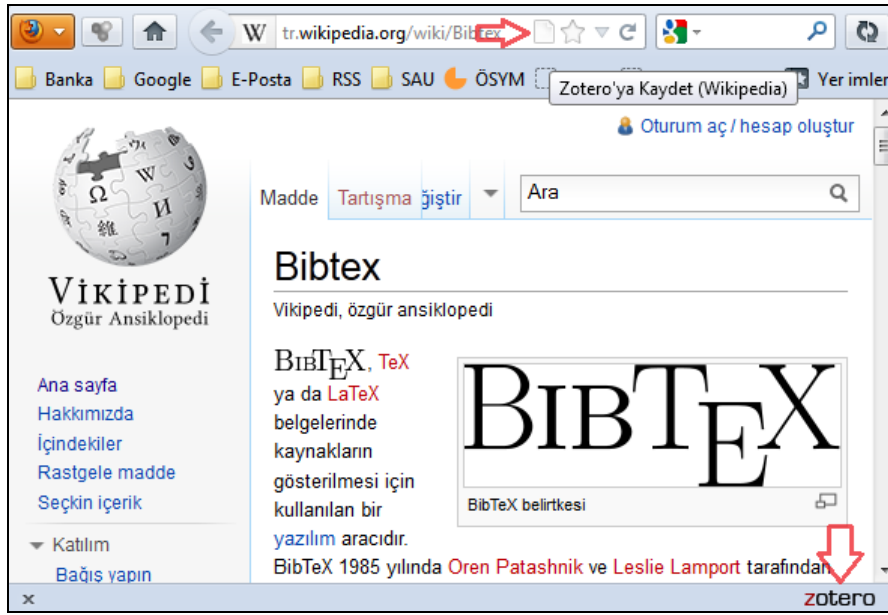 W tr.wikipedia.org/wiki/Bibtex
Banka Google E-Posta RSS SAU ÖSYM Yer imler
Zotero'ya Kaydet (Wikipedia)
Oturum aç / hesap oluştur
Madde Tartışma ğiştir Ara
VİKİPEDİ
Özgür Ansiklopedi
Bibtex
Vikipedi, özgür ansiklopedi
BIBTEX, TeX
ya da LaTeX
belgelerinde
kaynakların
gösterilmesi için
kullanılan bir
yazılım aracıdır.
BibTeX 1985 yılında Oren Patashnik ve Leslie Lamport tarafından
BIBTEX
BibTeX belirtkesi
Ana sayfa
Hakkımızda
İçindekiler
Rastgele madde
Seçkin içerik
Katılım
Bağış yapın
x zotero